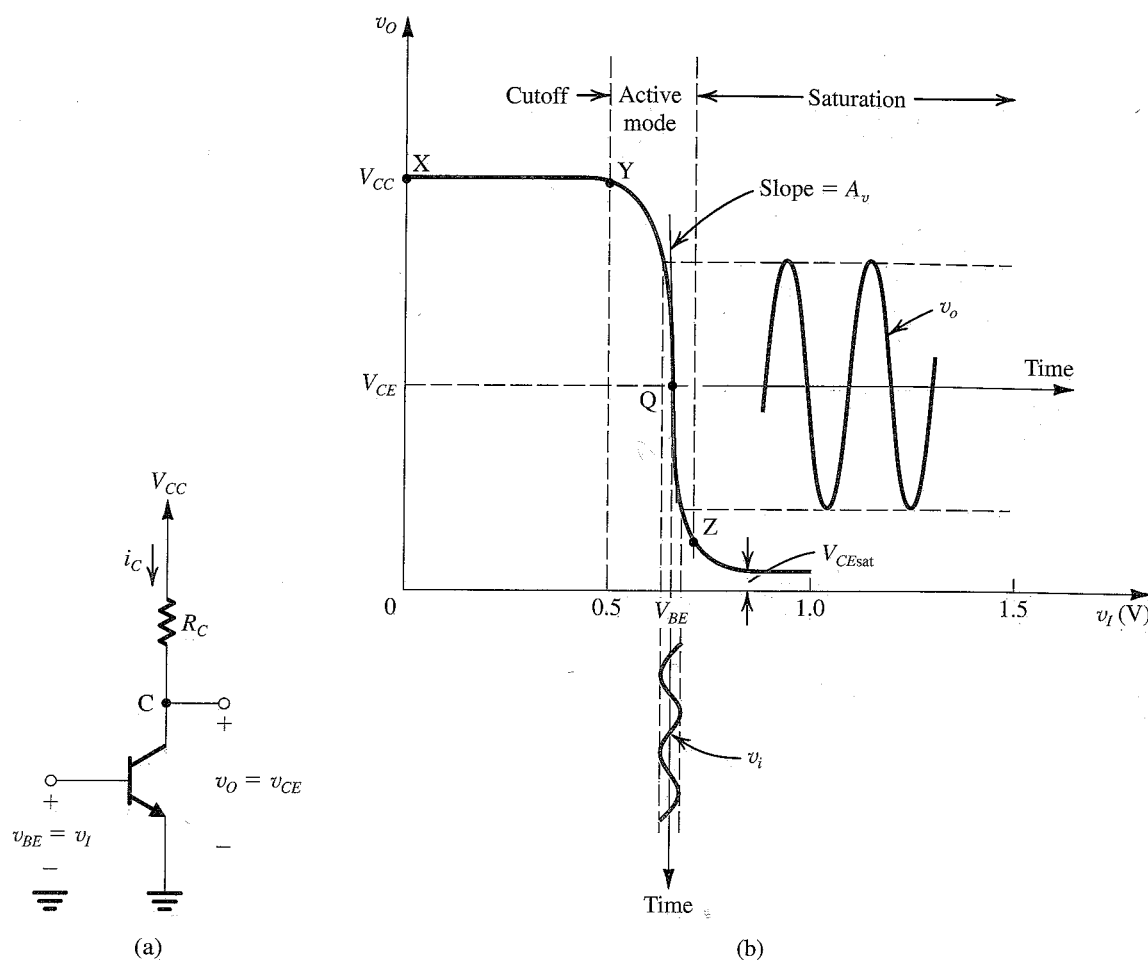 V_CC
i_C
R_C
C
+
+
v_O = v_CE
v_BE = v_I
−
−
(a)
v_O
Cutoff
Active
mode
Saturation
X
Y
V_CC
Slope = A_v
v_o
V_CE
Q
Time
Z
V_CEsat
0
0.5
V_BE
1.0
1.5
v_I (V)
v_i
Time
(b)